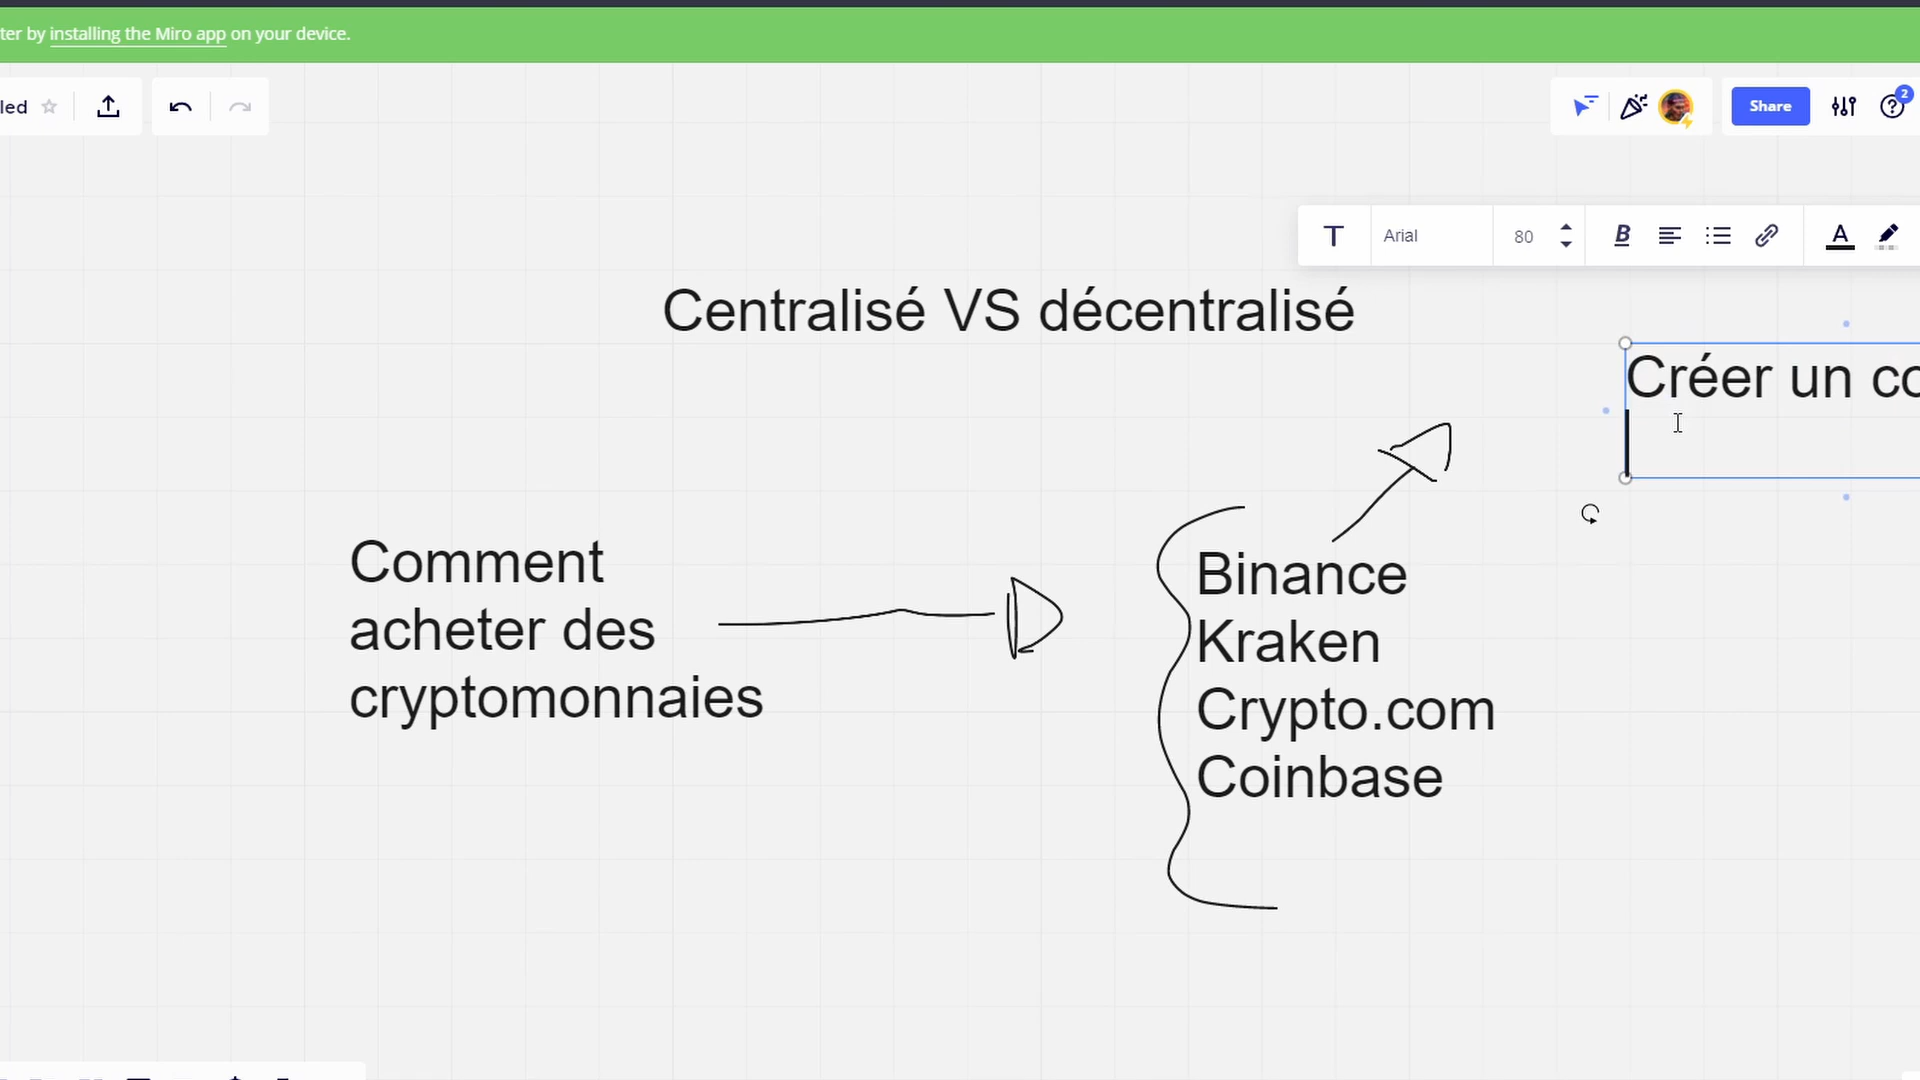 ter by installing the Miro app on your device.
led
Share
2
Arial
80
B
A
Centralisé VS décentralisé
Créer un co
Comment
acheter des
cryptomonnaies
Binance
Kraken
Crypto.com
Coinbase